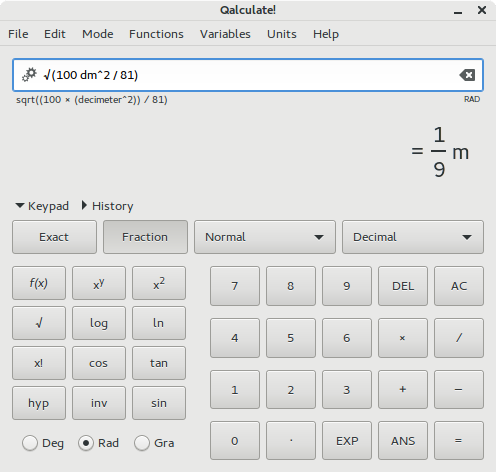 Qalculate!
File Edit Mode Functions Variables Units Help
√(100 dm^2 / 81)
sqrt((100 × (decimeter^2)) / 81) RAD
= 1/9 m
Keypad History
Exact Fraction Normal Decimal
f(x) xʸ x² 7 8 9 DEL AC
√ log ln 4 5 6 × /
x! cos tan 1 2 3 + −
hyp inv sin 0 · EXP ANS =
Deg Rad Gra